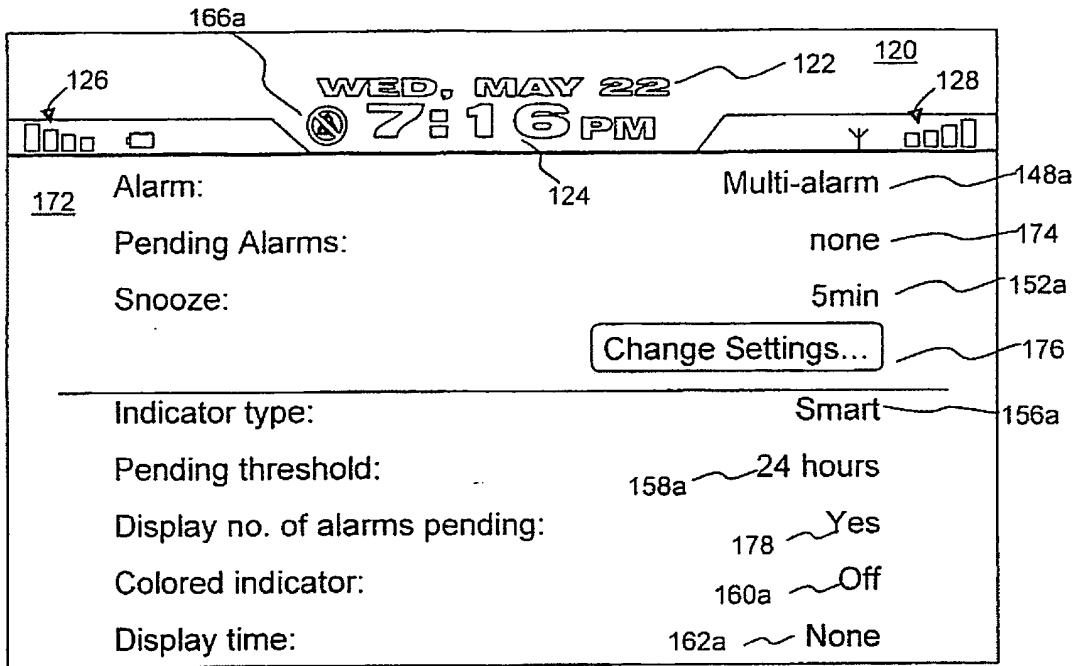 166a
WED, MAY 22
122
120
126
128
7:16 PM
124
172
Alarm:
Multi-alarm
148a
Pending Alarms:
none
174
Snooze:
5min
152a
Change Settings...
176
Indicator type:
Smart
156a
Pending threshold:
158a
24 hours
Display no. of alarms pending:
178
Yes
Colored indicator:
160a
Off
Display time:
162a
None